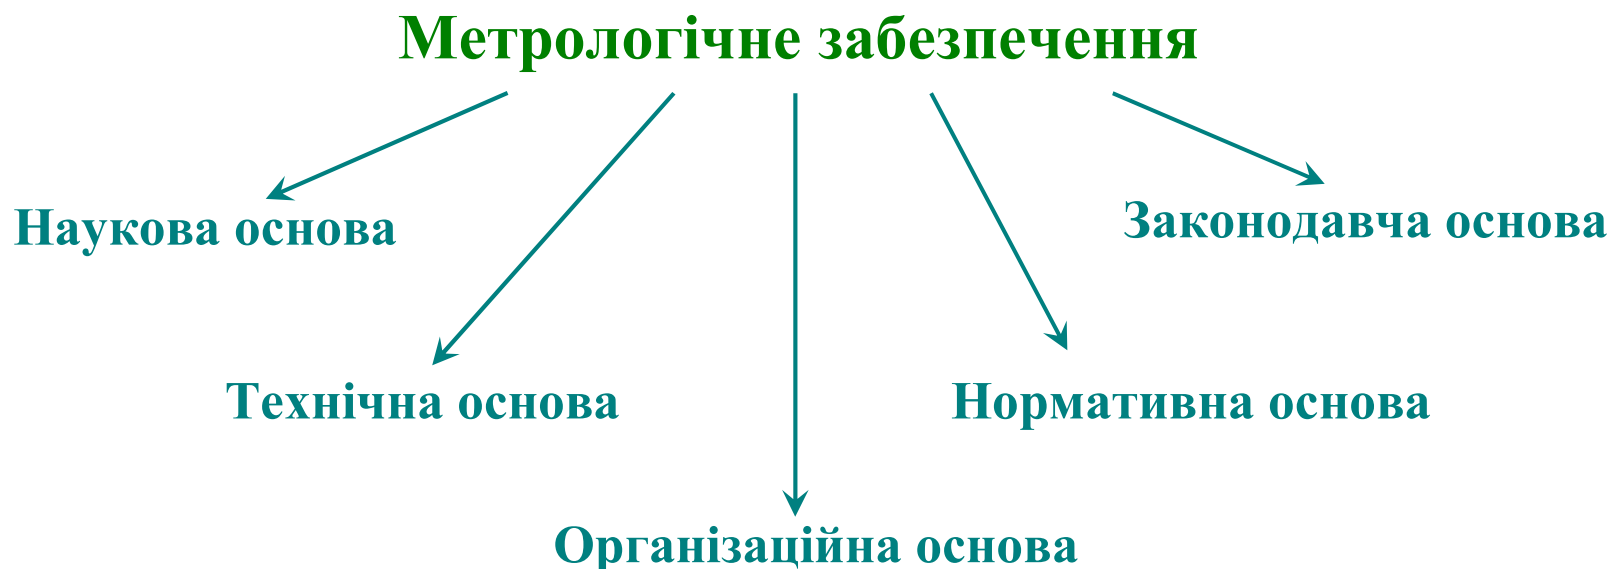 Метрологічне забезпечення
Наукова основа
Законодавча основа
Технічна основа
Нормативна основа
Організаційна основа